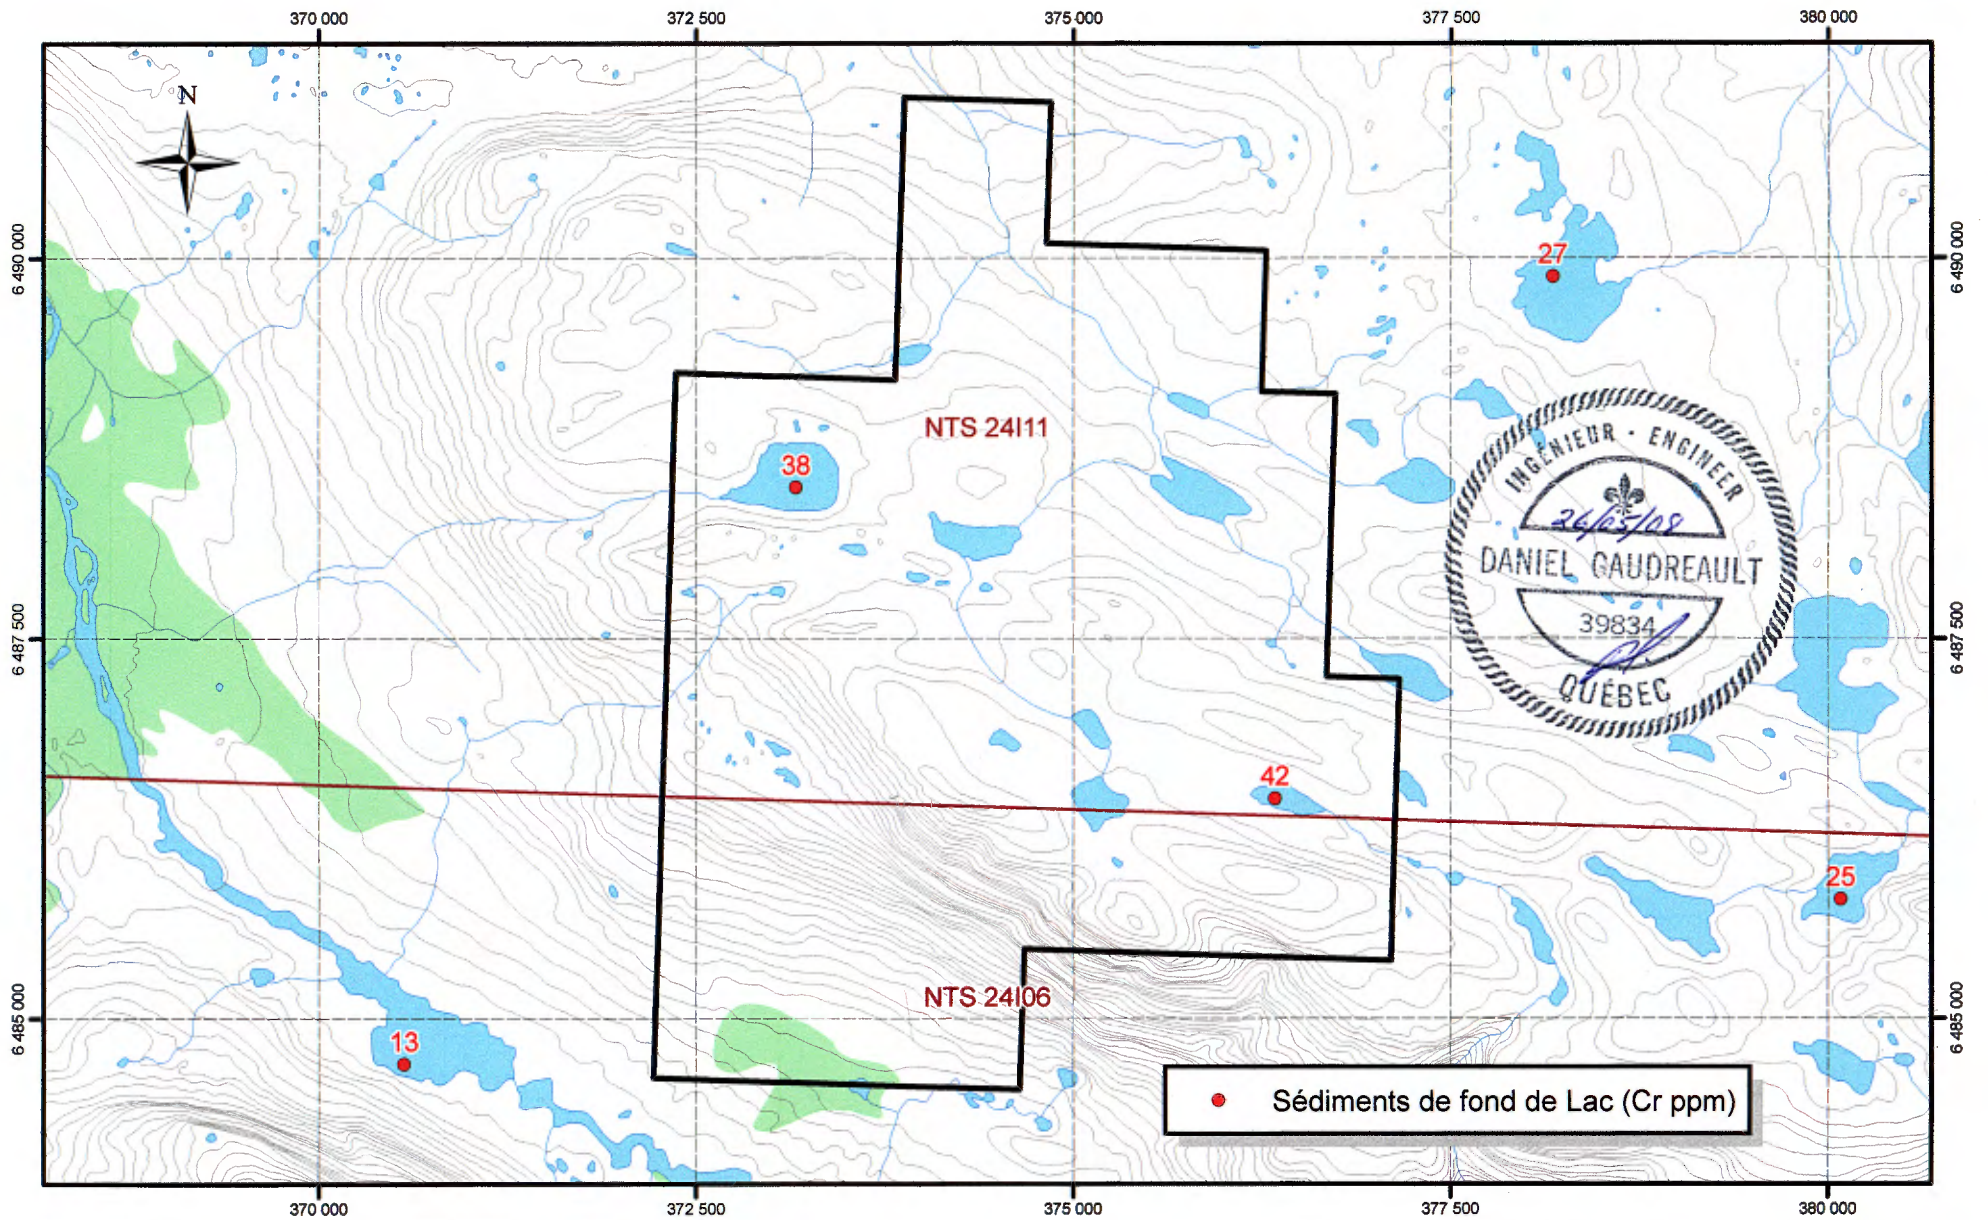 370 000
372 500
375 000
377 500
380 000
N
6 490 000
6 490 000
27
NTS 24I11
38
INGÉNIEUR · ENGINEER
26/05/08
DANIEL GAUDREAULT
39834
QUÉBEC
6 487 500
6 487 500
42
25
NTS 24I06
6 485 000
6 485 000
13
Sédiments de fond de Lac (Cr ppm)
370 000
372 500
375 000
377 500
380 000